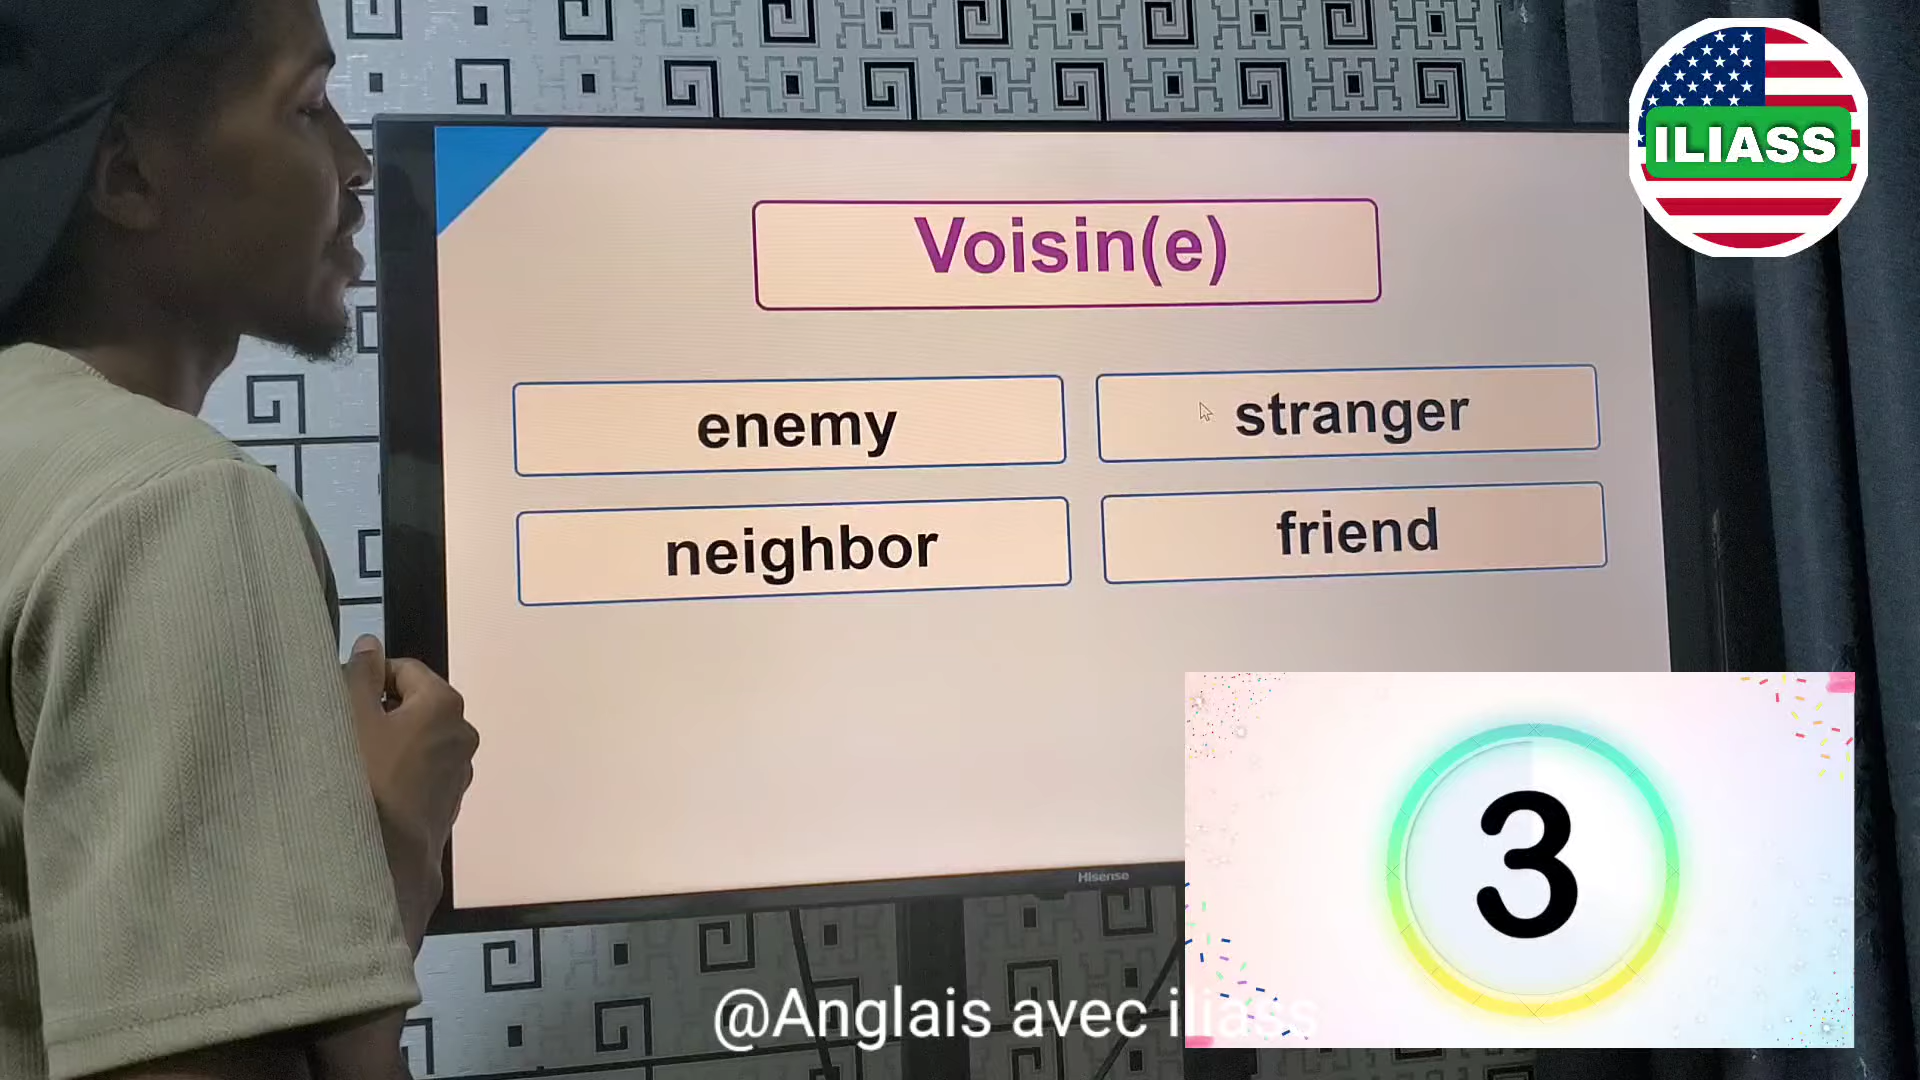 ILIASS
Voisin(e)
enemy
stranger
neighbor
friend
Hisense
3
@Anglais avec iliass